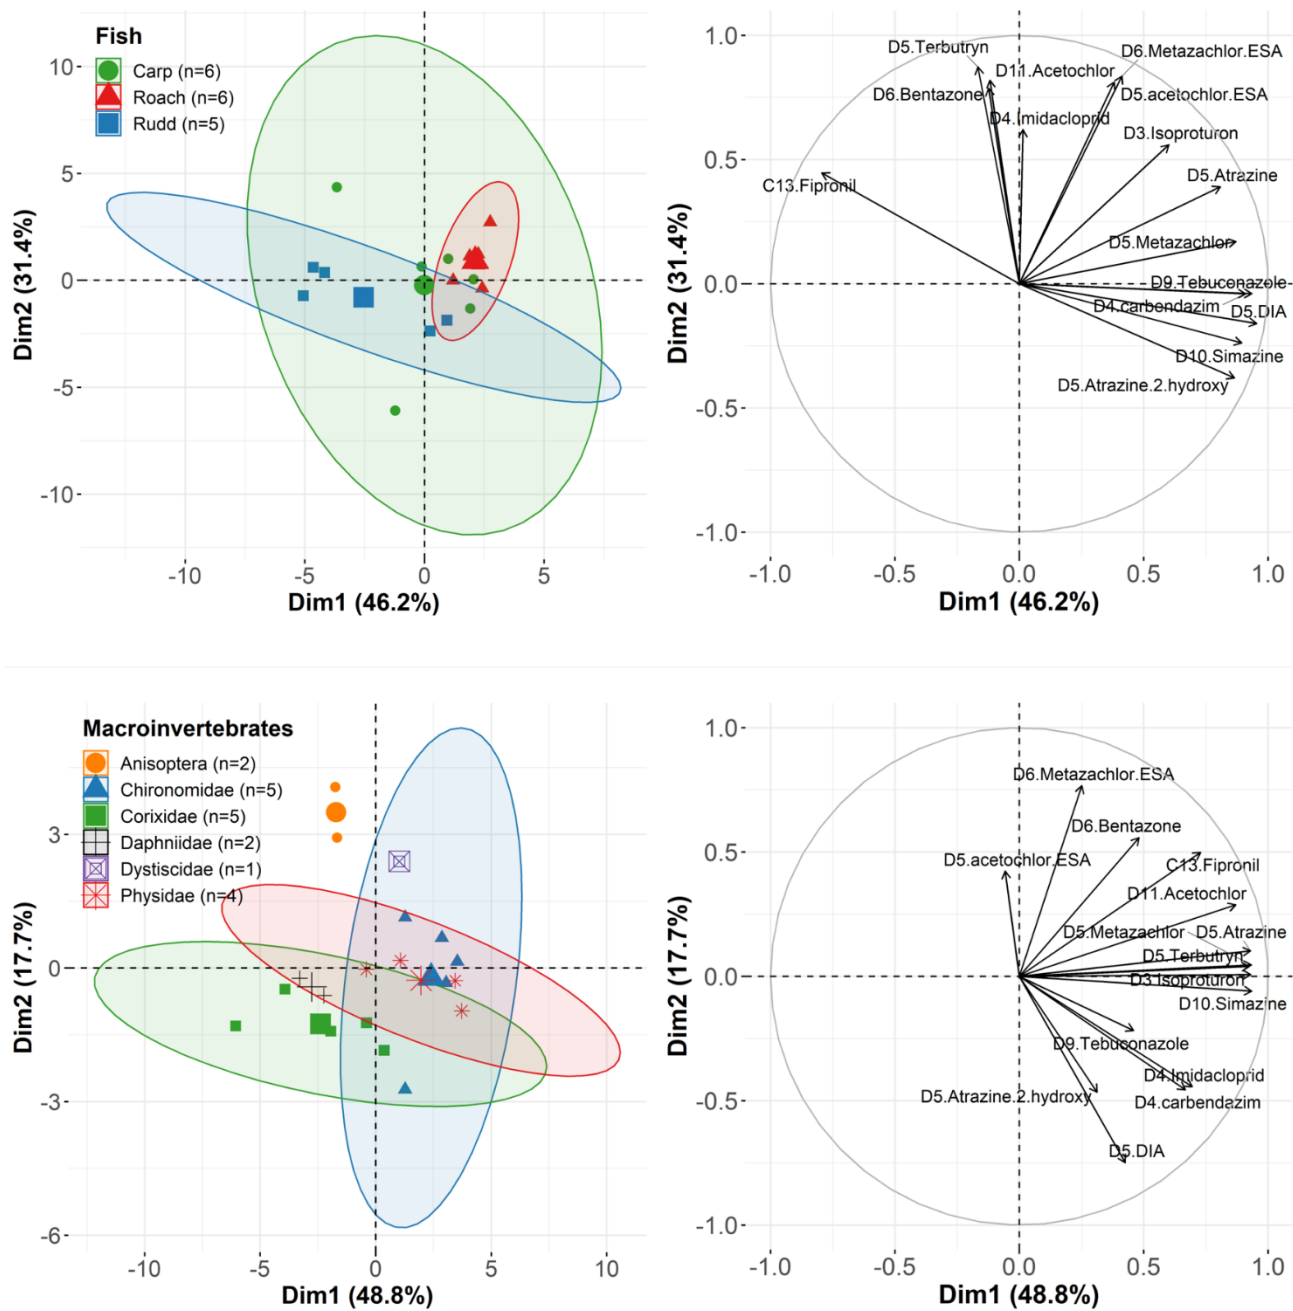 Fish
Carp (n=6)
Roach (n=6)
Rudd (n=5)
10
5
0
-5
-10
Dim2 (31.4%)
-10
-5
0
5
Dim1 (46.2%)
1.0
0.5
0.0
-0.5
-1.0
Dim2 (31.4%)
D5.Terbutryn
D6.Metazachlor.ESA
D11.Acetochlor
D6.Bentazone
D5.acetochlor.ESA
D4.Imidacloprid
D3.Isoproturon
D5.Atrazine
C13.Fipronil
D5.Metazachlor
D9.Tebuconazole
D4.carbendazim
D5.DIA
D10.Simazine
D5.Atrazine.2.hydroxy
-1.0
-0.5
0.0
0.5
1.0
Dim1 (46.2%)
Macroinvertebrates
Anisoptera (n=2)
Chironomidae (n=5)
Corixidae (n=5)
Daphniidae (n=2)
Dystiscidae (n=1)
Physidae (n=4)
3
0
-3
-6
Dim2 (17.7%)
-10
-5
0
5
10
Dim1 (48.8%)
1.0
0.5
0.0
-0.5
-1.0
Dim2 (17.7%)
D6.Metazachlor.ESA
D6.Bentazone
D5.acetochlor.ESA
C13.Fipronil
D11.Acetochlor
D5.Metazachlor
D5.Atrazine
D5.Terbutryn
D3.Isoproturon
D10.Simazine
D9.Tebuconazole
D4.Imidacloprid
D5.Atrazine.2.hydroxy
D4.carbendazim
D5.DIA
-1.0
-0.5
0.0
0.5
1.0
Dim1 (48.8%)